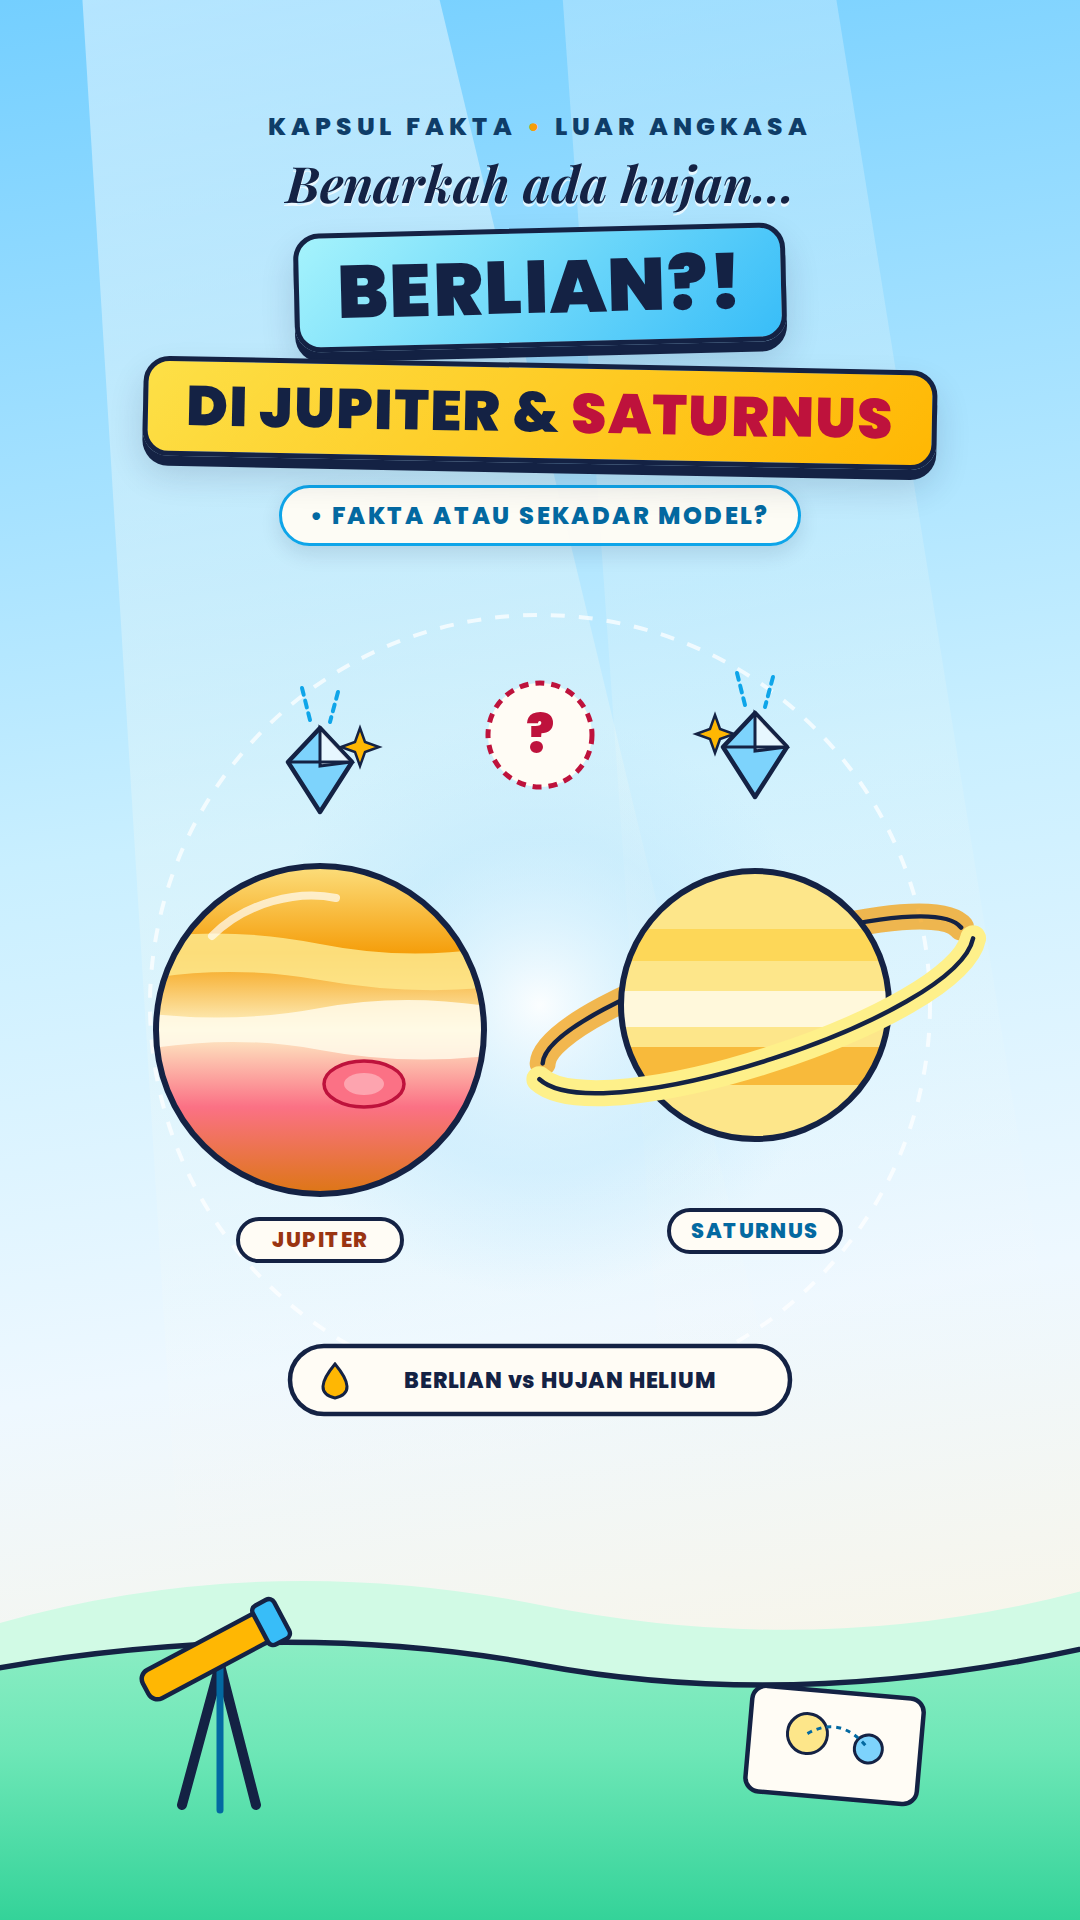 KAPSUL FAKTA • LUAR ANGKASA
Benarkah ada hujan...
BERLIAN?!
DI JUPITER & SATURNUS
• FAKTA ATAU SEKADAR MODEL?
?
JUPITER
SATURNUS
BERLIAN vs HUJAN HELIUM